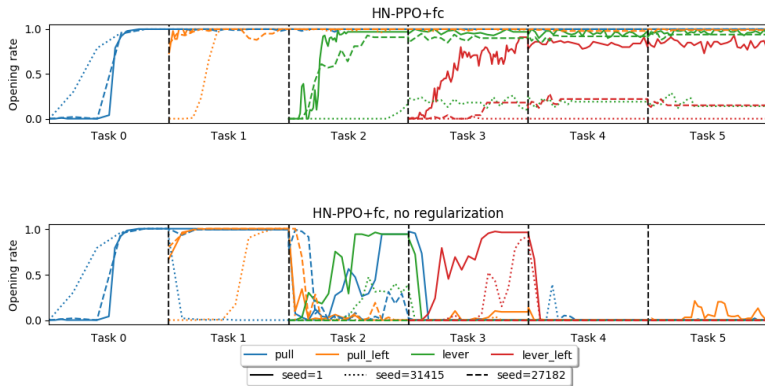 HN-PPO+fc
Opening rate
1.0
0.5
0.0
Task 0 Task 1 Task 2 Task 3 Task 4 Task 5
HN-PPO+fc, no regularization
Opening rate
1.0
0.5
0.0
Task 0 Task 1 Task 2 Task 3 Task 4 Task 5
pull pull_left lever lever_left
seed=1 seed=31415 seed=27182